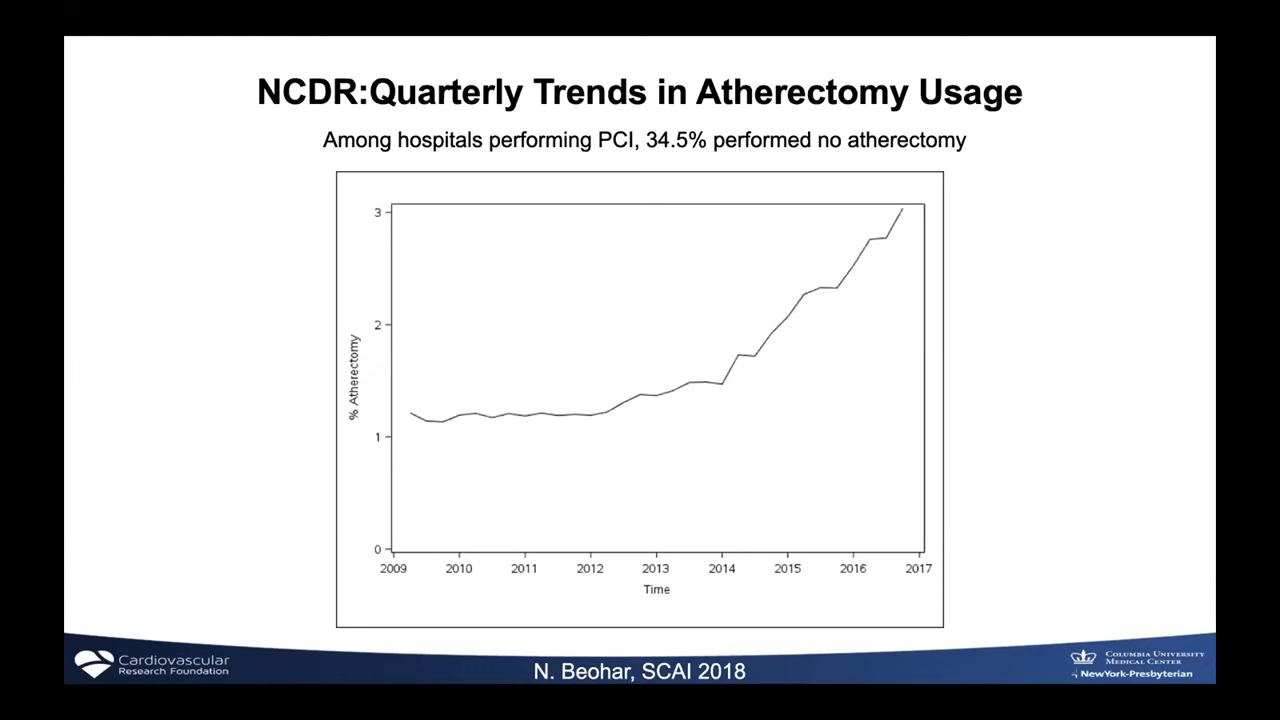 NCDR:Quarterly Trends in Atherectomy Usage
Among hospitals performing PCI, 34.5% performed no atherectomy
3
2
1
0
% Atherectomy
2009 2010 2011 2012 2013 2014 2015 2016 2017
Time
Cardiovascular
Research Foundation
N. Beohar, SCAI 2018
COLUMBIA UNIVERSITY
MEDICAL CENTER
NewYork-Presbyterian